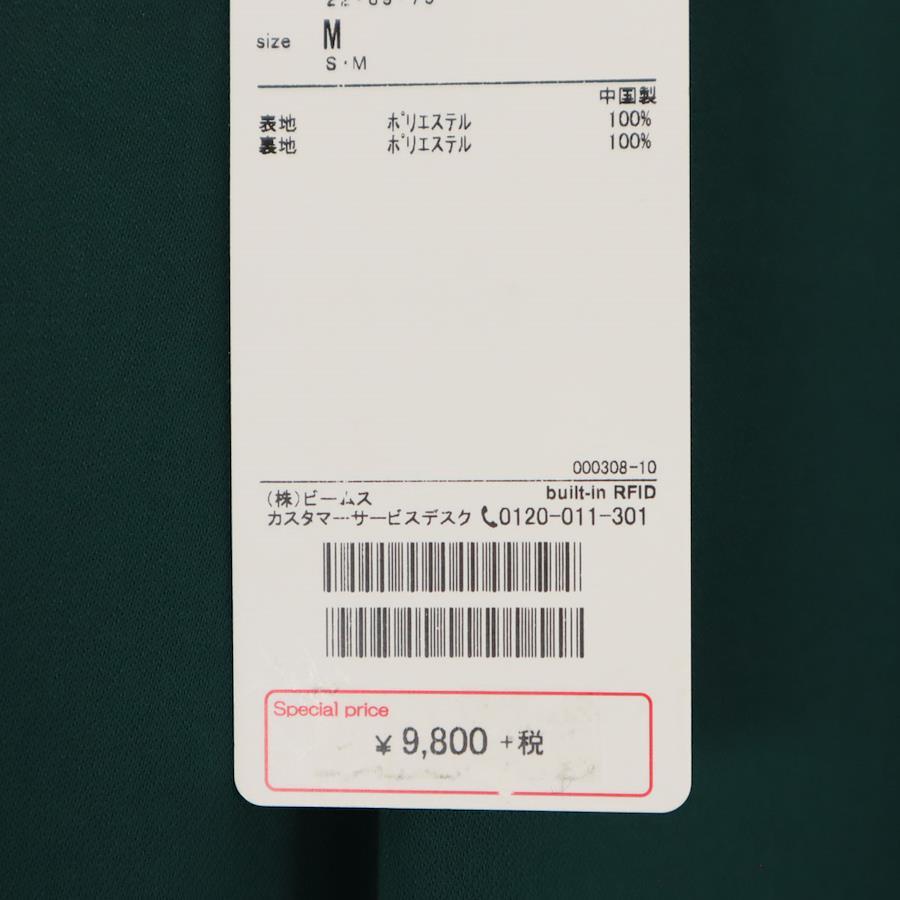 size M
S・M
中国製
表地 ポリエステル 100%
裏地 ポリエステル 100%
000308-10
built-in RFID
(株)ビームス
カスタマーサービスデスク 0120-011-301
Special price
¥ 9,800 +税